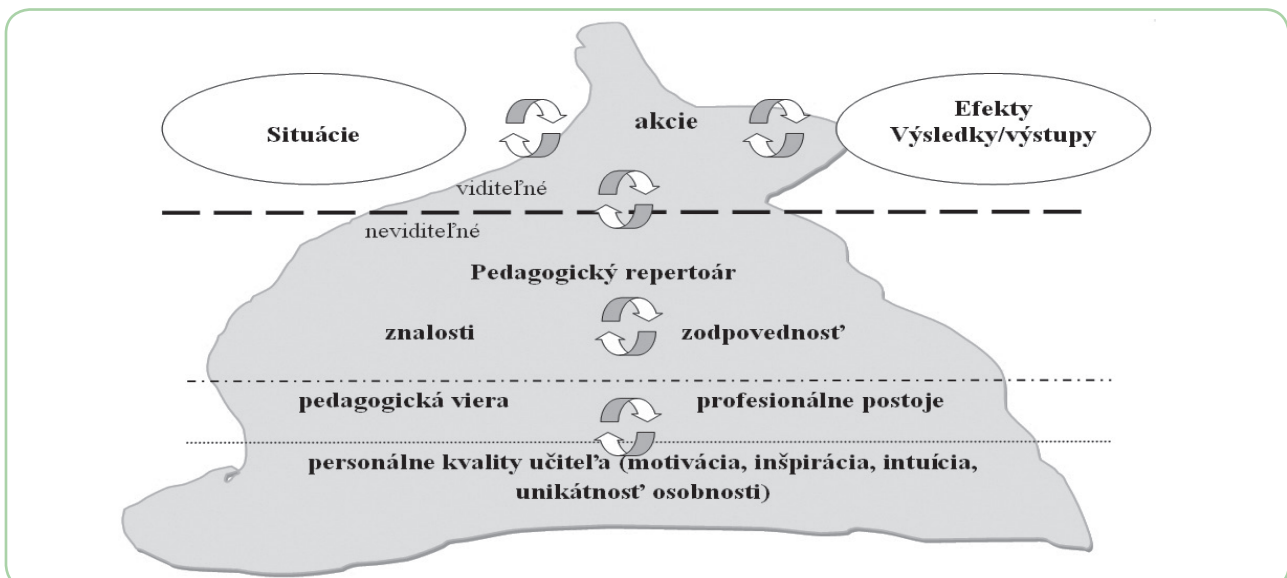 Situácie
akcie
Efekty
Výsledky/výstupy
viditeľné
neviditeľné
Pedagogický repertoár
znalosti
zodpovednosť
pedagogická viera
profesionálne postoje
personálne kvality učiteľa (motivácia, inšpirácia, intuícia,
unikátnosť osobnosti)